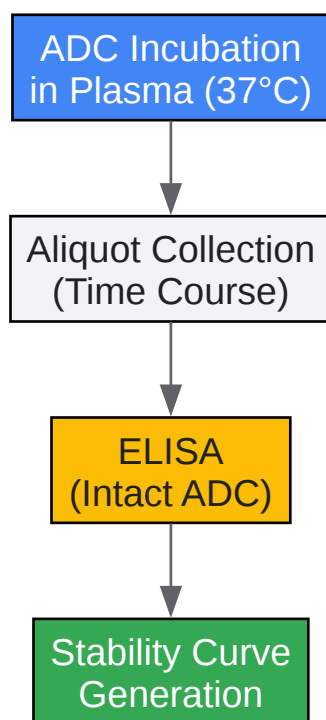 ADC Incubation
in Plasma (37°C)
Aliquot Collection
(Time Course)
ELISA
(Intact ADC)
Stability Curve
Generation